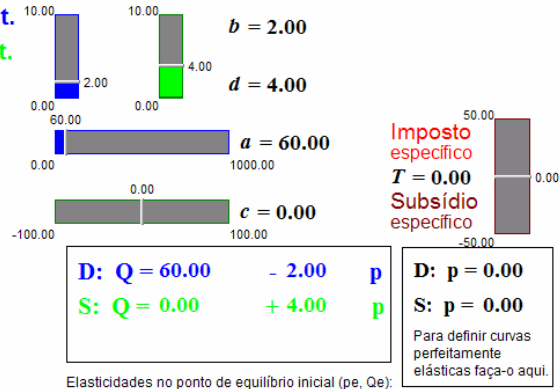 t.
10.00
10.00
b = 2.00
t.
2.00
4.00
d = 4.00
0.00
0.00
60.00
a = 60.00
0.00
1000.00
50.00
Imposto
específico
T = 0.00
0.00
Subsídio
específico
-50.00
0.00
c = 0.00
-100.00
100.00
D: Q = 60.00 - 2.00 p
S: Q = 0.00 + 4.00 p
D: p = 0.00
S: p = 0.00
Para definir curvas
perfeitamente
elásticas faça-o aqui.
Elasticidades no ponto de equilíbrio inicial (pe, Qe):